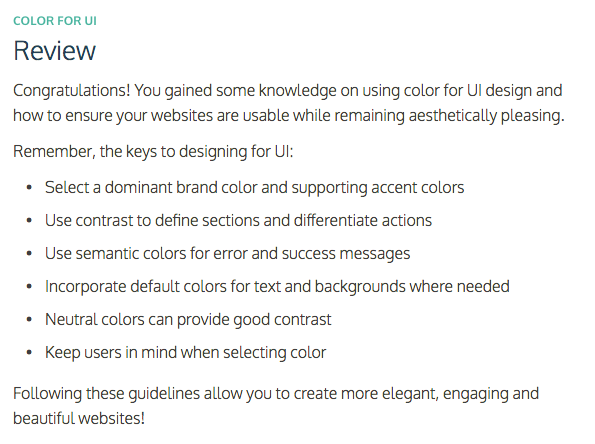 COLOR FOR UI
Review
Congratulations! You gained some knowledge on using color for UI design and
how to ensure your websites are usable while remaining aesthetically pleasing.
Remember, the keys to designing for UI:
• Select a dominant brand color and supporting accent colors
• Use contrast to define sections and differentiate actions
• Use semantic colors for error and success messages
• Incorporate default colors for text and backgrounds where needed
• Neutral colors can provide good contrast
• Keep users in mind when selecting color
Following these guidelines allow you to create more elegant, engaging and
beautiful websites!